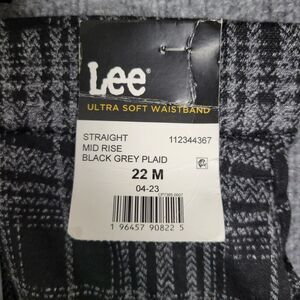 Lee®
ULTRA SOFT WAISTBAND
STRAIGHT 112344367
MID RISE
BLACK GREY PLAID
22 M
04-23
1 96457 90822 5